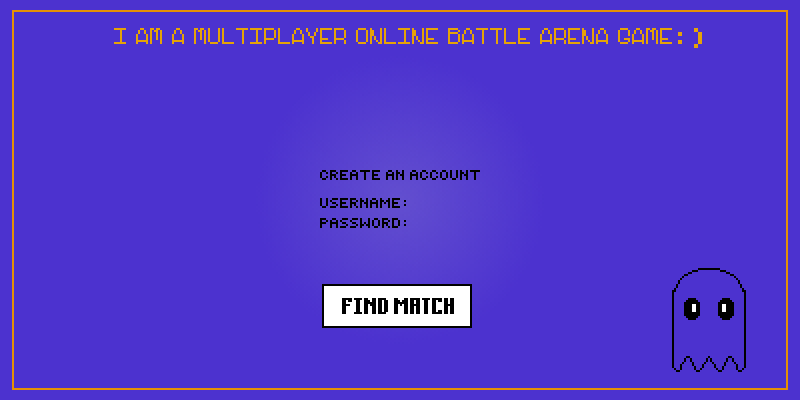 I AM A MULTIPLAYER ONLINE BATTLE ARENA GAME:)
CREATE AN ACCOUNT
USERNAME:
PASSWORD:
FIND MATCH